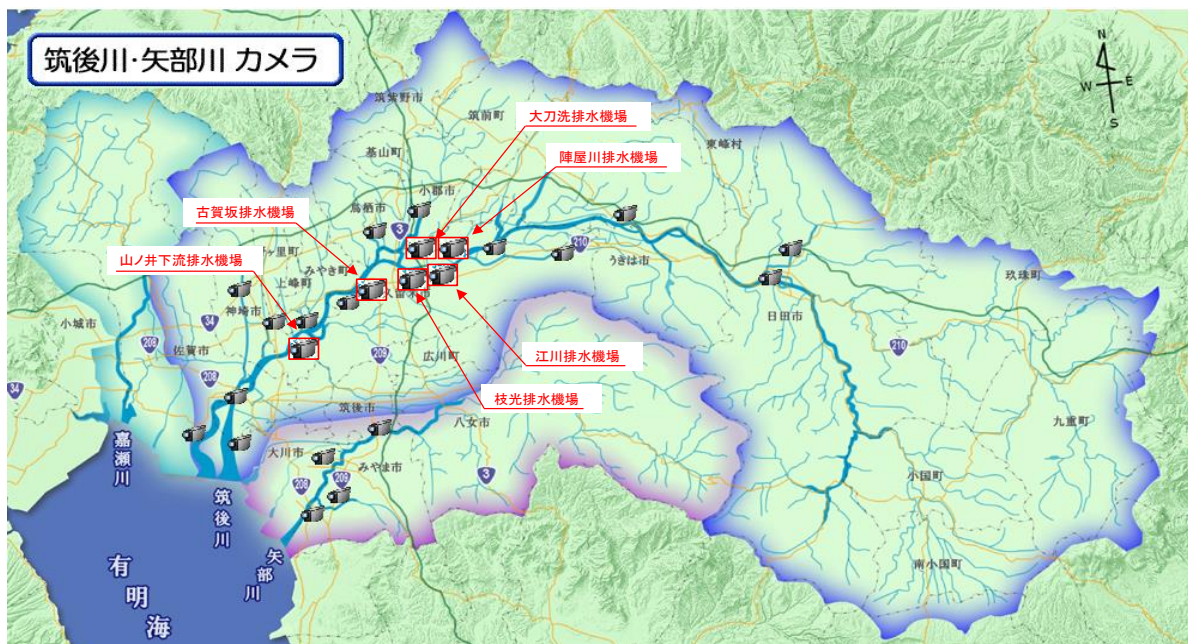 筑後川・矢部川 カメラ
N
W E
S
筑紫野市
筑前町
大刀洗排水機場
基山町
東峰村
陣屋川排水機場
小郡市
古賀坂排水機場
鳥栖市
3
210
うきは市
山ノ井下流排水機場
ヶ里町
みやき町
上峰町
久留米市
玖珠町
神埼市
日田市
小城市
34
208
佐賀市
209
広川町
江川排水機場
210
34
208
枝光排水機場
筑後市
八女市
九重町
嘉瀬川
大川市
みやま市
208
209
3
小国町
筑後川
矢部川
南小国町
有明海